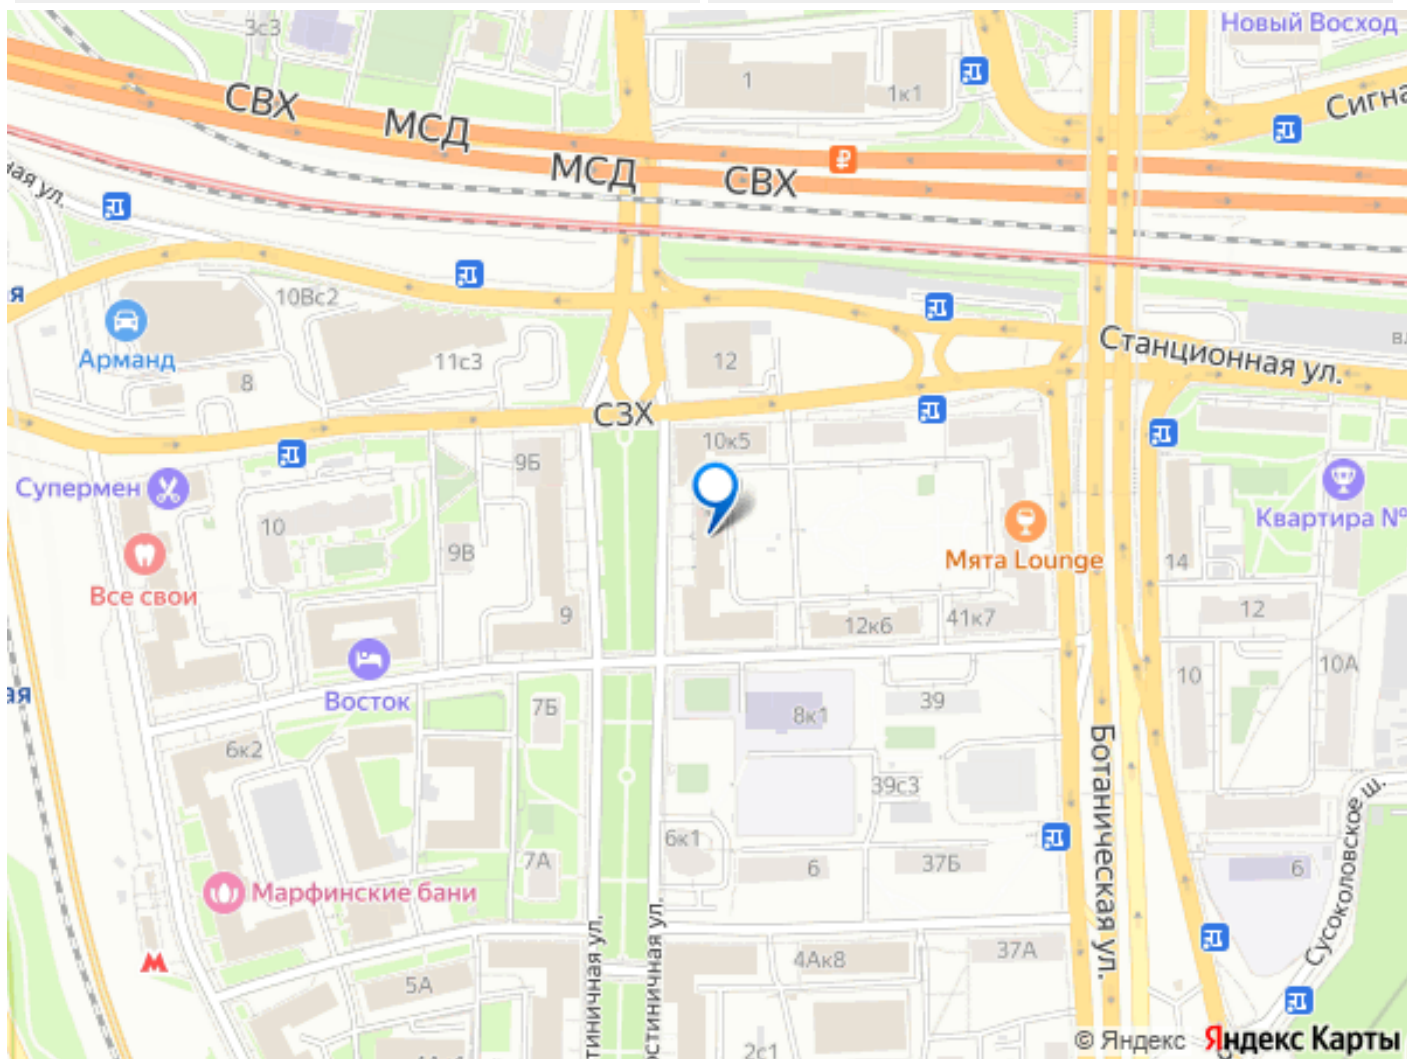 3с3
Новый Восход
1
1к1
СВХ
МСД
Сигна
МСД
СВХ
ная ул.
я
10Вс2
Арманд
8
11с3
12
Станционная ул.
вл
СЗХ
10к5
9Б
Супермен
10
9В
Все свои
Мята Lounge
Квартира №
14
12
9
12к6
41к7
10А
10
Восток
ая
7Б
8к1
39
6к2
39с3
Ботаническая ул.
6к1
7А
6
37Б
6
Сусоколовское ш.
Марфинские бани
тиничная ул.
остиничная ул.
4Ак8
37А
5А
2с1
© Яндекс
Яндекс Карты